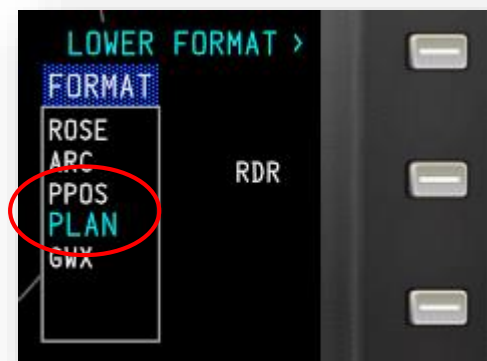 LOWER FORMAT >
FORMAT
ROSE
ARC
RDR
PPOS
PLAN
GWX